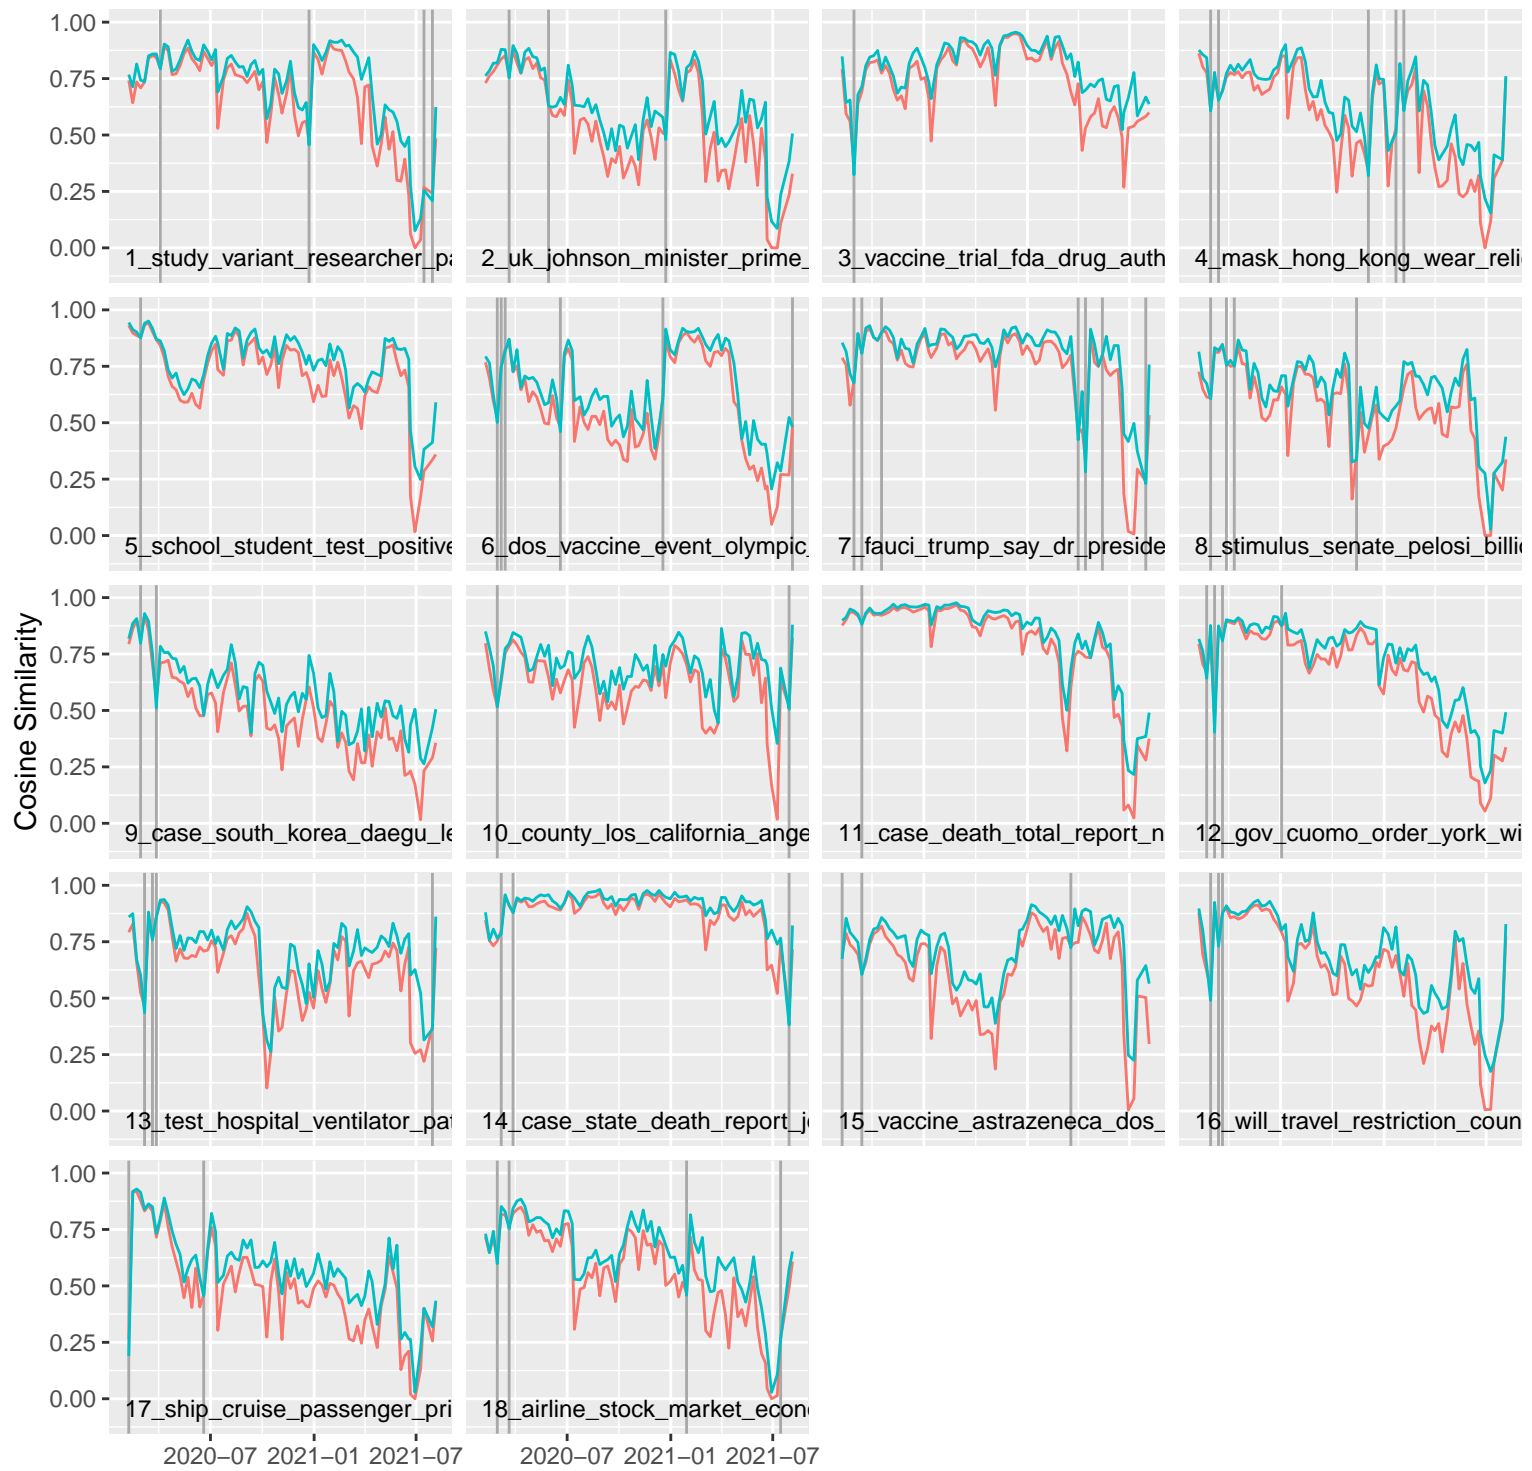 Cosine Similarity
1.00
0.75
0.50
0.25
0.00
1_study_variant_researcher_pa
2_uk_johnson_minister_prime_
3_vaccine_trial_fda_drug_auth
4_mask_hong_kong_wear_reli
1.00
0.75
0.50
0.25
0.00
5_school_student_test_positive
6_dos_vaccine_event_olympic_
7_fauci_trump_say_dr_preside
8_stimulus_senate_pelosi_billi
1.00
0.75
0.50
0.25
0.00
9_case_south_korea_daegu_le
10_county_los_california_ange
11_case_death_total_report_n
12_gov_cuomo_order_york_wi
1.00
0.75
0.50
0.25
0.00
13_test_hospital_ventilator_pat
14_case_state_death_report_j
15_vaccine_astrazeneca_dos_
16_will_travel_restriction_coun
1.00
0.75
0.50
0.25
0.00
17_ship_cruise_passenger_pri
18_airline_stock_market_econ
2020−07 2021−01 2021−07
2020−07 2021−01 2021−07